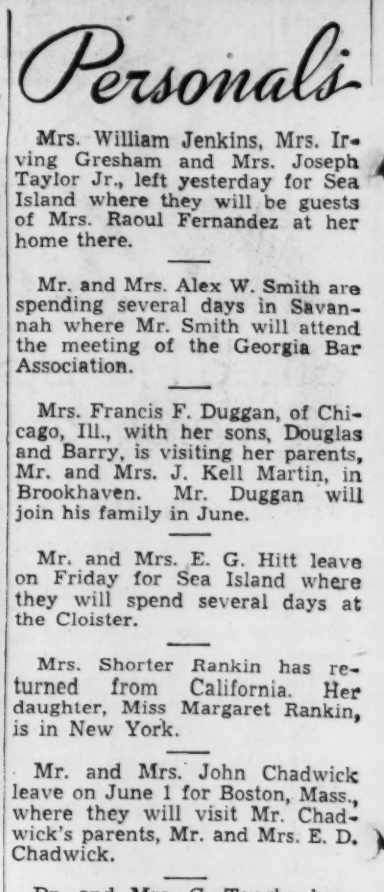 Personals
Mrs. William Jenkins, Mrs. Ir-
ving Gresham and Mrs. Joseph
Taylor Jr., left yesterday for Sea
Island where they will be guests
of Mrs. Raoul Fernandez at her
home there.
Mr. and Mrs. Alex W. Smith are
spending several days in Savan-
nah where Mr. Smith will attend
the meeting of the Georgia Bar
Association.
Mrs. Francis F. Duggan, of Chi-
cago, Ill., with her sons, Douglas
and Barry, is visiting her parents,
Mr. and Mrs. J. Kell Martin, in
Brookhaven. Mr. Duggan will
join his family in June.
Mr. and Mrs. E. G. Hitt leave
on Friday for Sea Island where
they will spend several days at
the Cloister.
Mrs. Shorter Rankin has re-
turned from California. Her
daughter, Miss Margaret Rankin,
is in New York.
Mr. and Mrs. John Chadwick
leave on June 1 for Boston, Mass.,
where they will visit Mr. Chad-
wick's parents, Mr. and Mrs. E. D.
Chadwick.